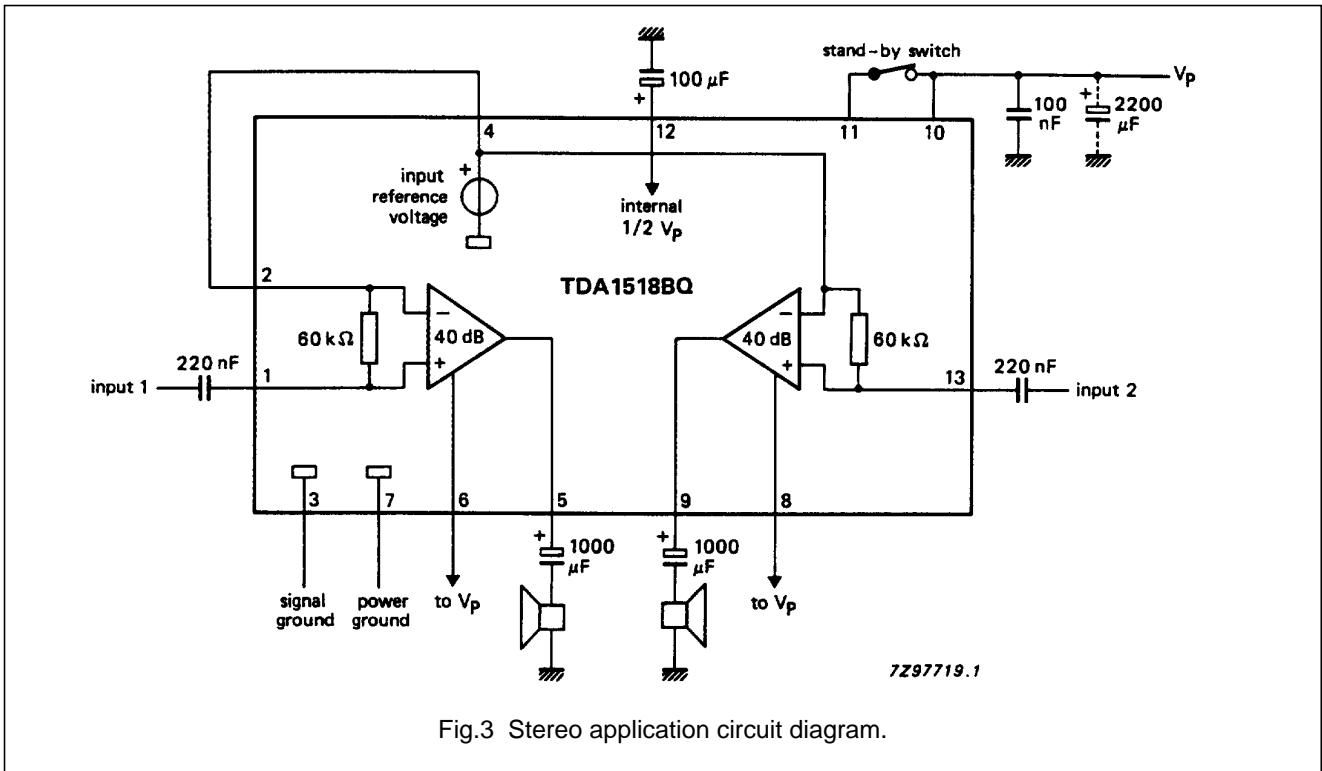 stand-by switch
100 µF
+
Vp
+
100
nF
2200
µF
4
12
11
10
+
input
reference
voltage
internal
1/2 Vp
TDA1518BQ
2
−
60 kΩ
40 dB
+
−
40 dB
+
60 kΩ
220 nF
input 1
1
13
220 nF
input 2
3
7
6
5
9
8
signal
ground
power
ground
to Vp
+
1000
µF
+
1000
µF
to Vp
7Z97719.1
Fig.3 Stereo application circuit diagram.